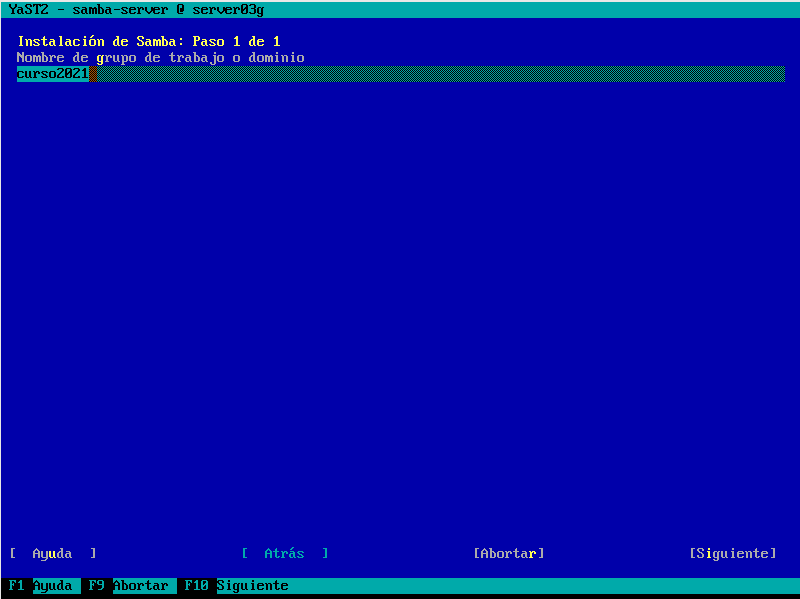 YaST2 - samba-server @ server03g
Instalación de Samba: Paso 1 de 1
Nombre de grupo de trabajo o dominio
curso2021
[ Ayuda ] [ Atrás ] [Abortar] [Siguiente]
F1 Ayuda F9 Abortar F10 Siguiente